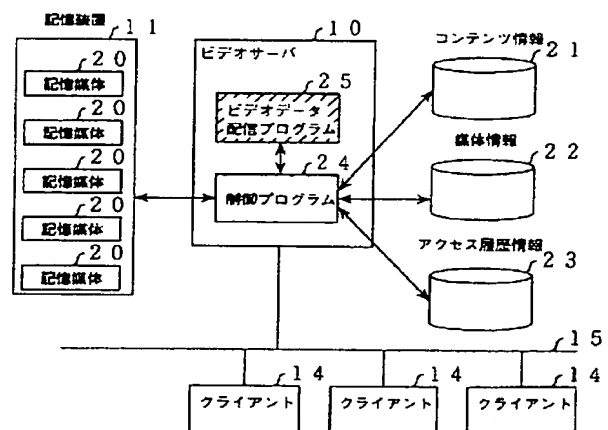 記憶装置
11
20
記憶媒体
20
記憶媒体
20
記憶媒体
20
記憶媒体
20
記憶媒体
10
ビデオサーバ
25
ビデオデータ
配信プログラム
24
制御プログラム
コンテンツ情報
21
媒体情報
22
アクセス履歴情報
23
15
14
クライアント
14
クライアント
14
クライアント